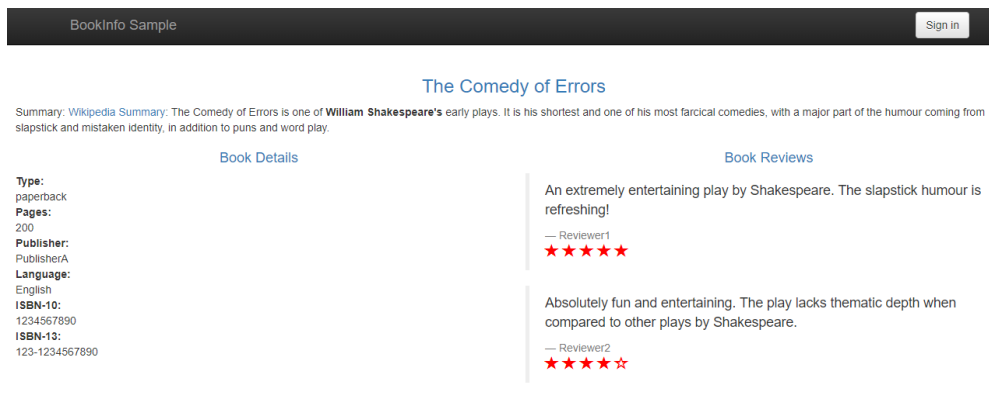 BookInfo Sample
Sign in
The Comedy of Errors
Summary: Wikipedia Summary: The Comedy of Errors is one of William Shakespeare's early plays. It is his shortest and one of his most farcical comedies, with a major part of the humour coming from
slapstick and mistaken identity, in addition to puns and word play.
Book Details
Type:
paperback
Pages:
200
Publisher:
PublisherA
Language:
English
ISBN-10:
1234567890
ISBN-13:
123-1234567890
Book Reviews
An extremely entertaining play by Shakespeare. The slapstick humour is
refreshing!
— Reviewer1
Absolutely fun and entertaining. The play lacks thematic depth when
compared to other plays by Shakespeare.
— Reviewer2